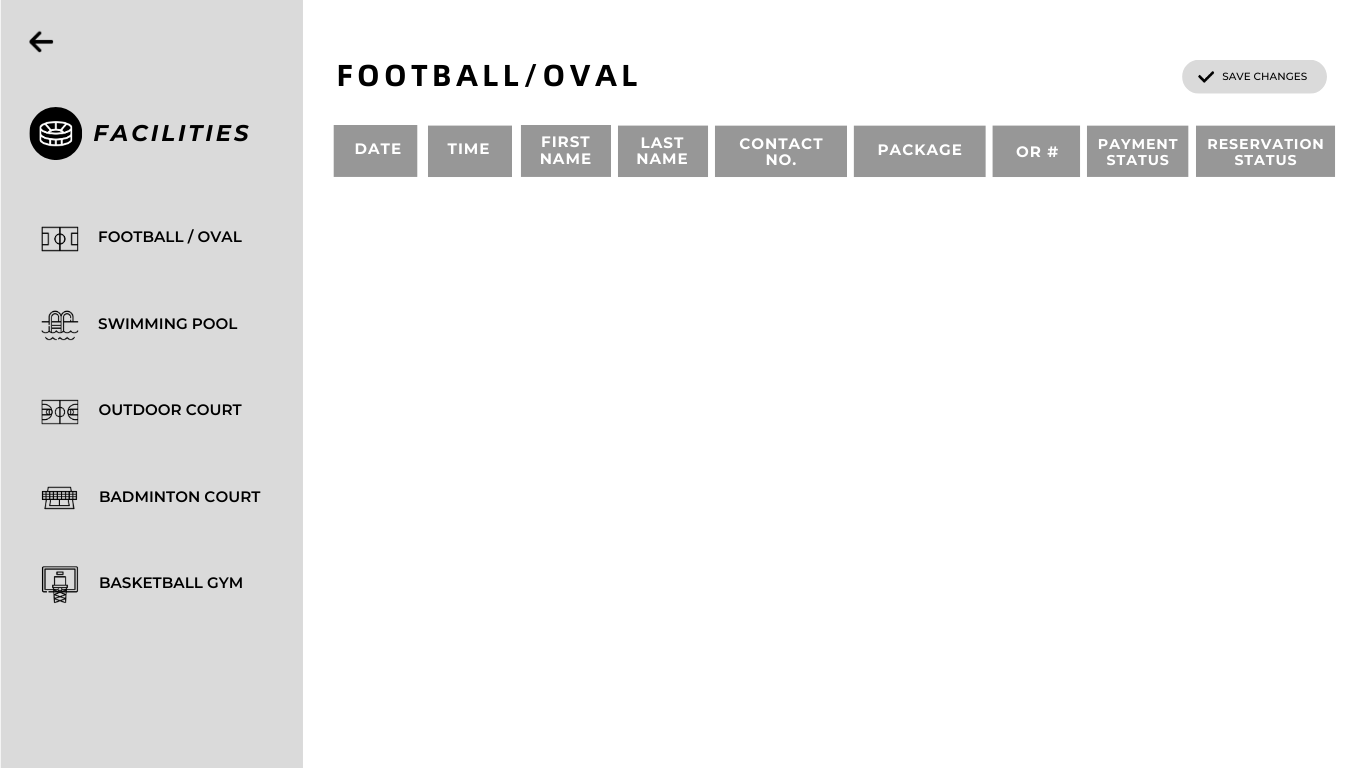 FACILITIES
FOOTBALL / OVAL
SWIMMING POOL
OUTDOOR COURT
BADMINTON COURT
BASKETBALL GYM
FOOTBALL/OVAL
SAVE CHANGES
DATE
TIME
FIRST
NAME
LAST
NAME
CONTACT
NO.
PACKAGE
OR #
PAYMENT
STATUS
RESERVATION
STATUS